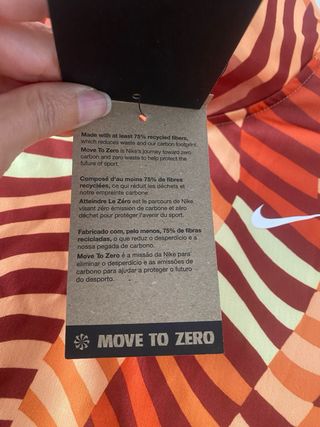 Made with at least 75% recycled fibers,
which reduces waste and our carbon footprint.
Move To Zero is Nike's journey toward zero
carbon and zero waste to help protect the
future of sport.
Composé d'au moins 75% de fibres
recyclées, ce qui réduit les déchets et
notre empreinte carbone.
Atteindre Le Zéro est le parcours de Nike
visant zéro émission de carbone et zéro
déchet pour protéger l'avenir du sport.
Fabricado com, pelo menos, 75% de fibras
recicladas, o que reduz o desperdício e a
nossa pegada de carbono.
Move To Zero é a missão da Nike para
eliminar o desperdício e as emissões de
carbono para ajudar a proteger o futuro
do desporto.
MOVE TO ZERO